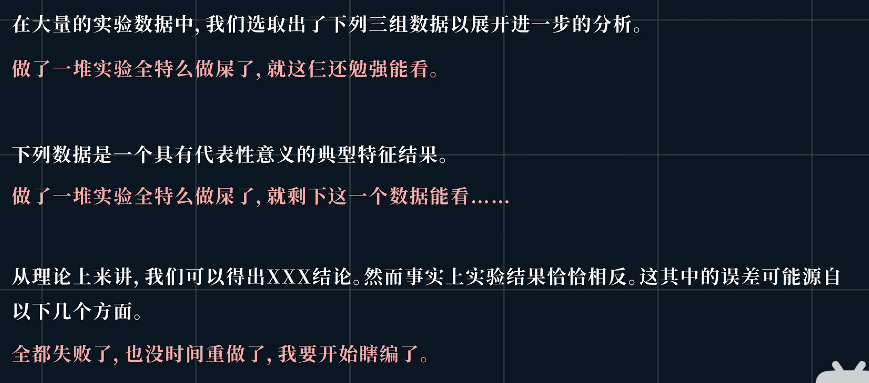 在大量的实验数据中,我们选取出了下列三组数据以展开进一步的分析。
做了一堆实验全特么做屎了,就这仨还勉强能看。
下列数据是一个具有代表性意义的典型特征结果。
做了一堆实验全特么做屎了,就剩下这一个数据能看……
从理论上来讲,我们可以得出XXX结论。然而事实上实验结果恰恰相反。这其中的误差可能源自
以下几个方面。
全都失败了,也没时间重做了,我要开始瞎编了。